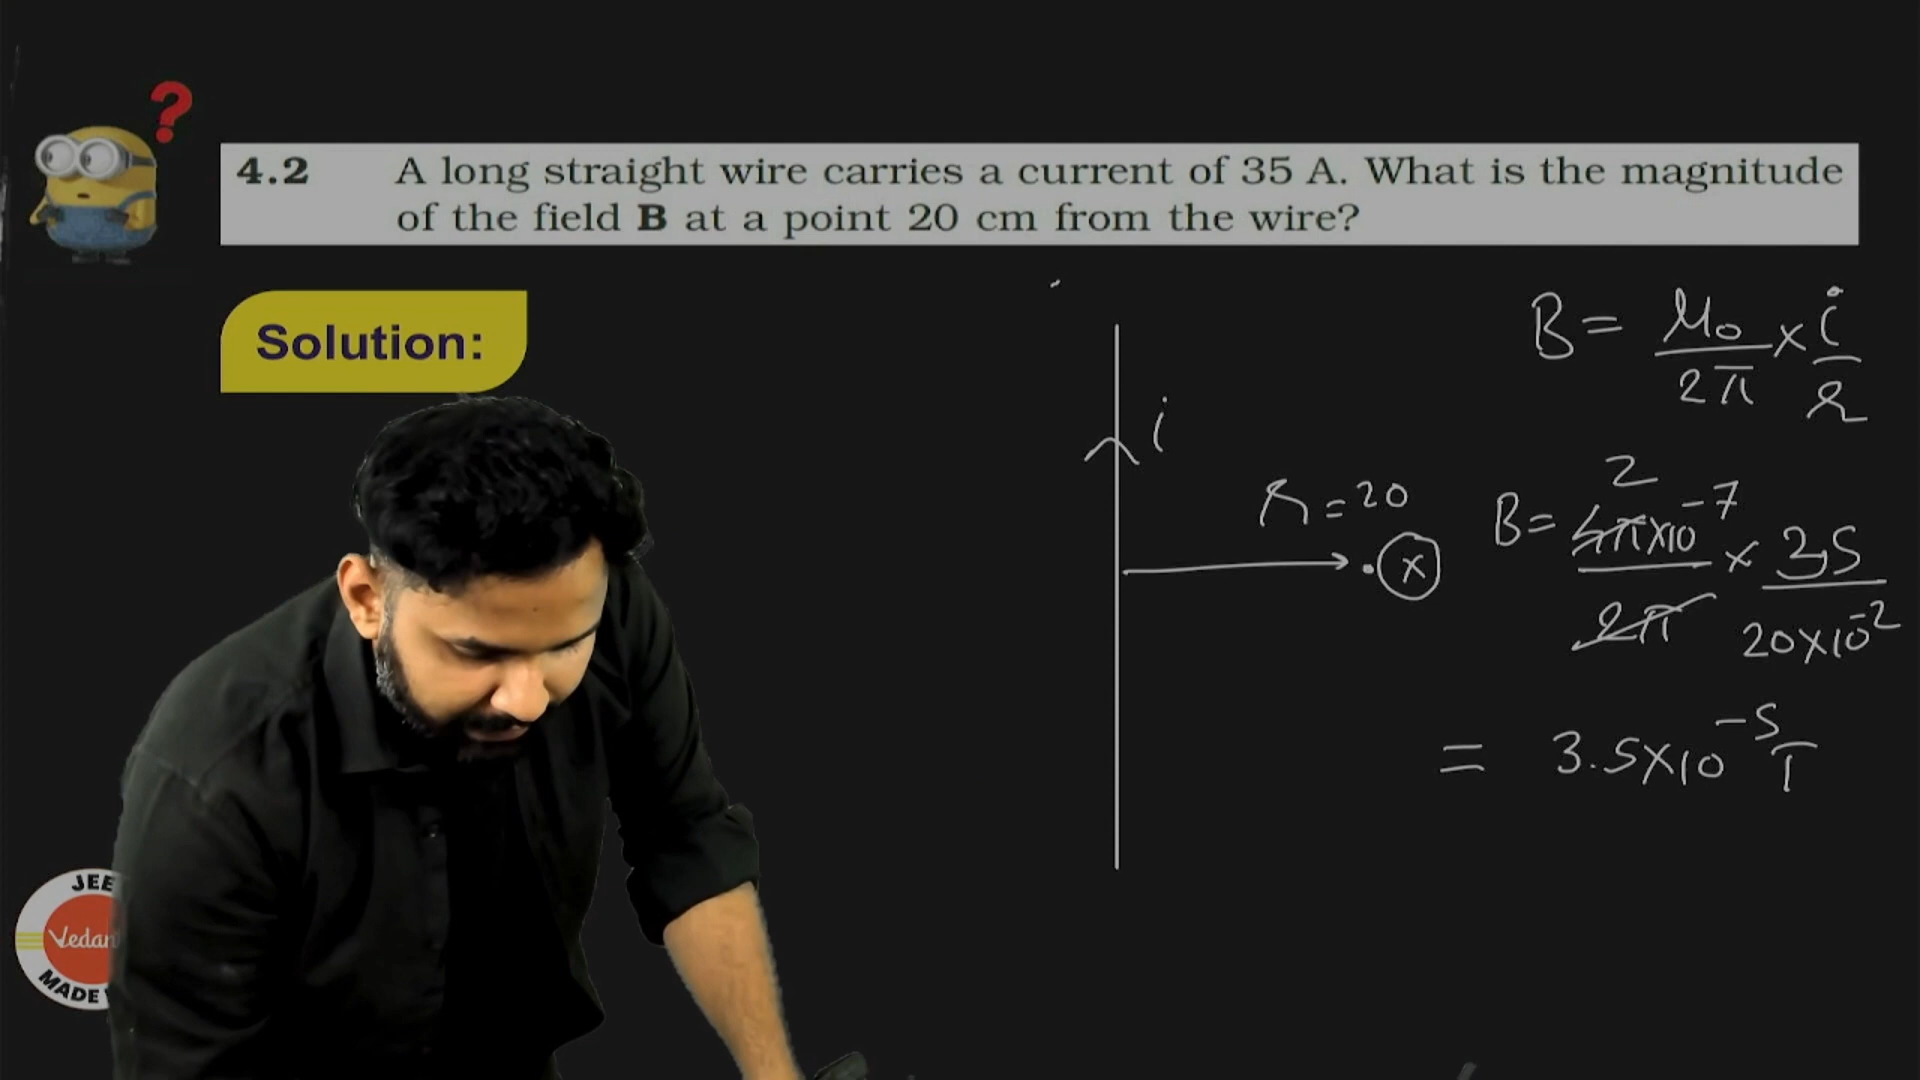 ?
4.2 A long straight wire carries a current of 35 A. What is the magnitude
of the field B at a point 20 cm from the wire?
Solution:
B = μ₀/2π × i/r
i
r = 20
B = 4π×10⁻⁷/2π × 35/20×10⁻²
2
x
= 3.5×10⁻⁵ T
JEE
Vedan
MADE